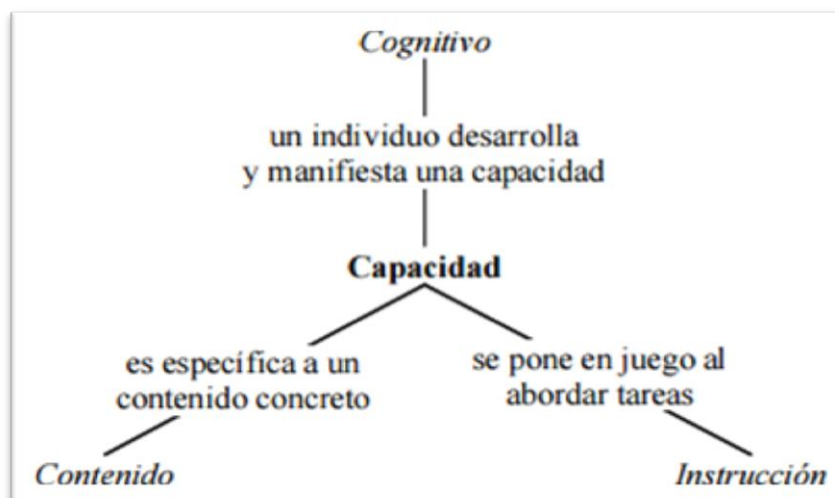 Cognitivo
un individuo desarrolla
y manifiesta una capacidad
Capacidad
es específica a un
contenido concreto
se pone en juego al
abordar tareas
Contenido
Instrucción